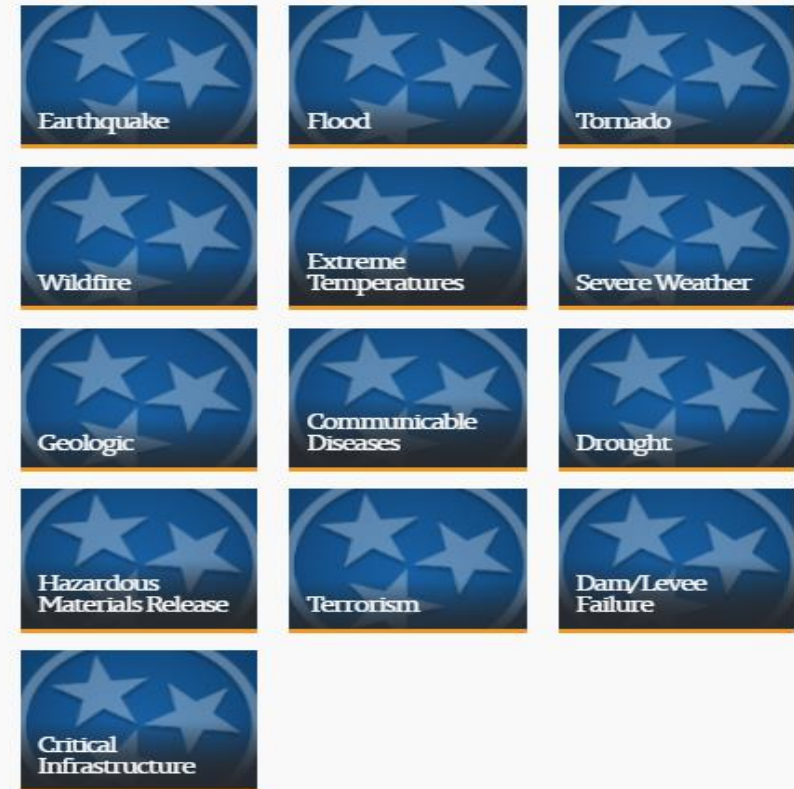 Earthquake
Flood
Tornado
Wildfire
Extreme
Temperatures
Severe Weather
Geologic
Communicable
Diseases
Drought
Hazardous
Materials Release
Terrorism
Dam/Levee
Failure
Critical
Infrastructure